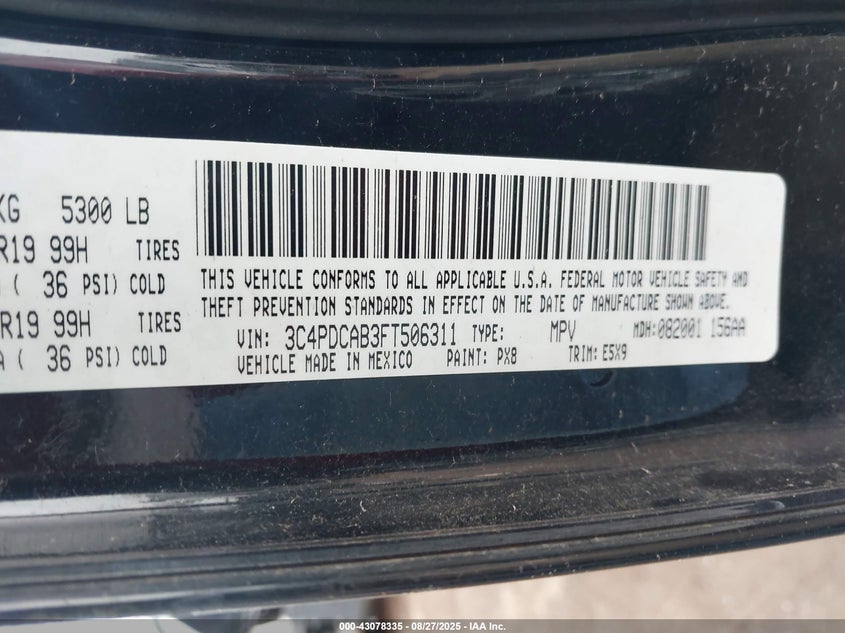 KG 5300 LB
R19 99H TIRES
( 36 PSI) COLD
R19 99H TIRES
A ( 36 PSI) COLD
THIS VEHICLE CONFORMS TO ALL APPLICABLE U.S.A. FEDERAL MOTOR VEHICLE SAFETY AND
THEFT PREVENTION STANDARDS IN EFFECT ON THE DATE OF MANUFACTURE SHOWN ABOVE.
VIN: 3C4PDCAB3FT506311 TYPE: MPV MDH:082001 156AA
VEHICLE MADE IN MEXICO PAINT: PX8 TRIM: E5X9
000-43078335 - 08/27/2025 - IAA Inc.